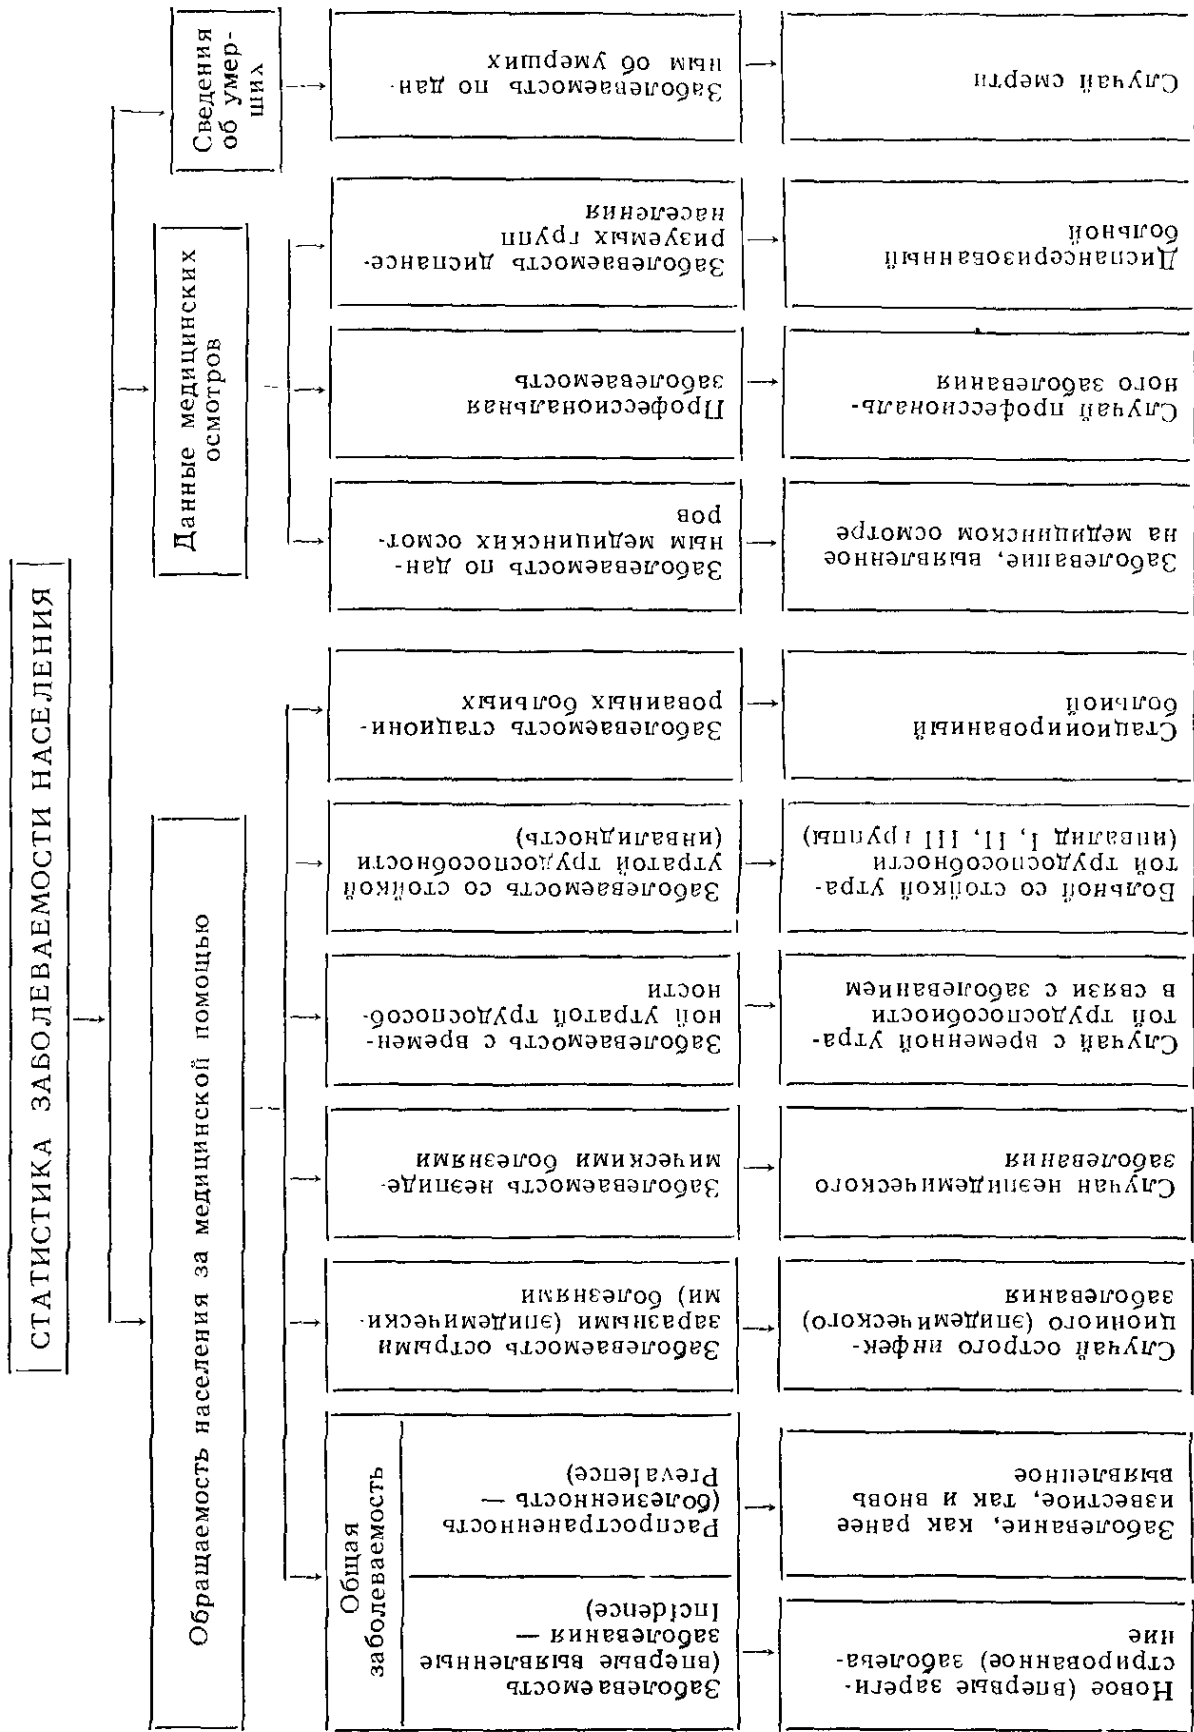 СТАТИСТИКА ЗАБОЛЕВАЕМОСТИ НАСЕЛЕНИЯ
Обращаемость населения за медицинской помощью
Данные медицинских
осмотров
Сведения
об умер-
ших
Общая
заболеваемость
Заболеваемость
(впервые выявленные
заболевания —
Incidence)
Распространенность
(болезненность —
Prevalence)
Заболеваемость острыми
заразными (эпидемически-
ми) болезнями
Заболеваемость неэпиде-
мическими болезнями
Заболеваемость с времен-
ной утратой трудоспособ-
ности
Заболеваемость со стойкой
утратой трудоспособности
(инвалидность)
Заболеваемость стациони-
рованных больных
Заболеваемость по дан-
ным медицинских осмот-
ров
Профессиональная
заболеваемость
Заболеваемость диспансе-
ризуемых групп
населения
Заболеваемость по дан-
ным об умерших
Новое (впервые зареги-
стрированное) заболева-
ние
Заболевание, как ранее
известное, так и вновь
выявленное
Случай острого инфек-
ционного (эпидемического)
заболевания
Случаи неэпидемического
заболевания
Случай с временной утра-
той трудоспособности
в связи с заболеванием
Больной со стойкой утра-
той трудоспособности
(инвалид I, II, III группы)
Стационированный
больной
Заболевание, выявленное
на медицинском осмотре
Случай профессиональ-
ного заболевания
Диспансеризованный
больной
Случай смерти